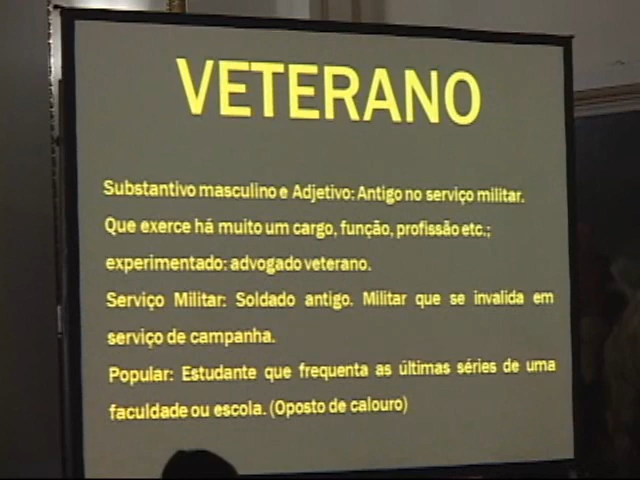 VETERANO
Substantivo masculino e Adjetivo: Antigo no serviço militar.
Que exerce há muito um cargo, função, profissão etc.;
experimentado: advogado veterano.
Serviço Militar: Soldado antigo. Militar que se invalida em
serviço de campanha.
Popular: Estudante que frequenta as últimas séries de uma
faculdade ou escola. (Oposto de calouro)